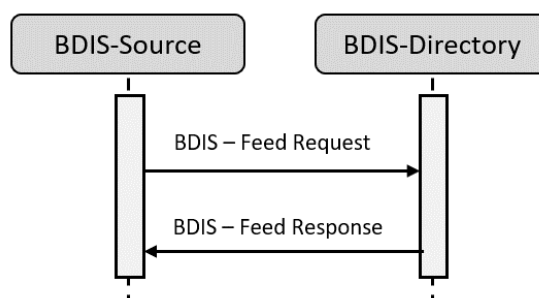 BDIS-Source
BDIS-Directory
BDIS – Feed Request
BDIS – Feed Response